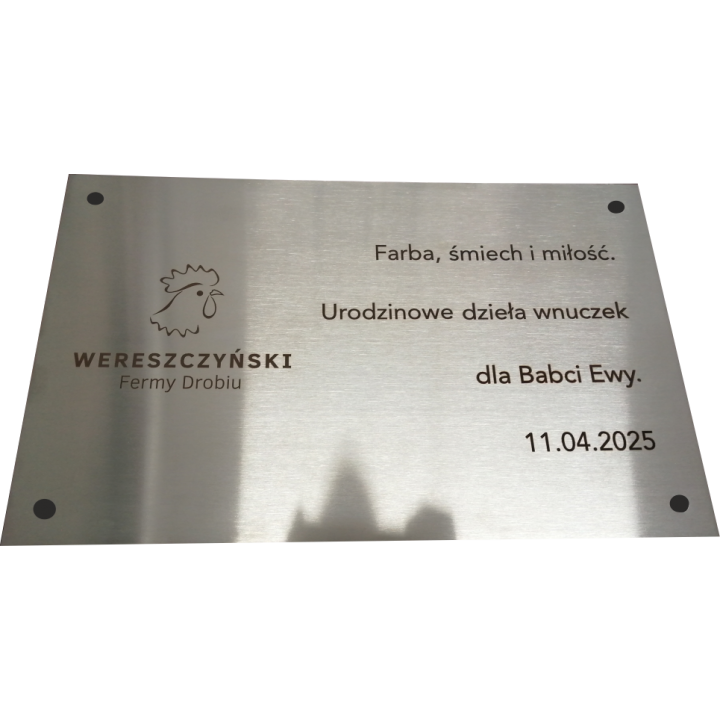 WERESZCZYŃSKI
Fermy Drobiu
Farba, śmiech i miłość.
Urodzinowe dzieła wnuczek
dla Babci Ewy.
11.04.2025